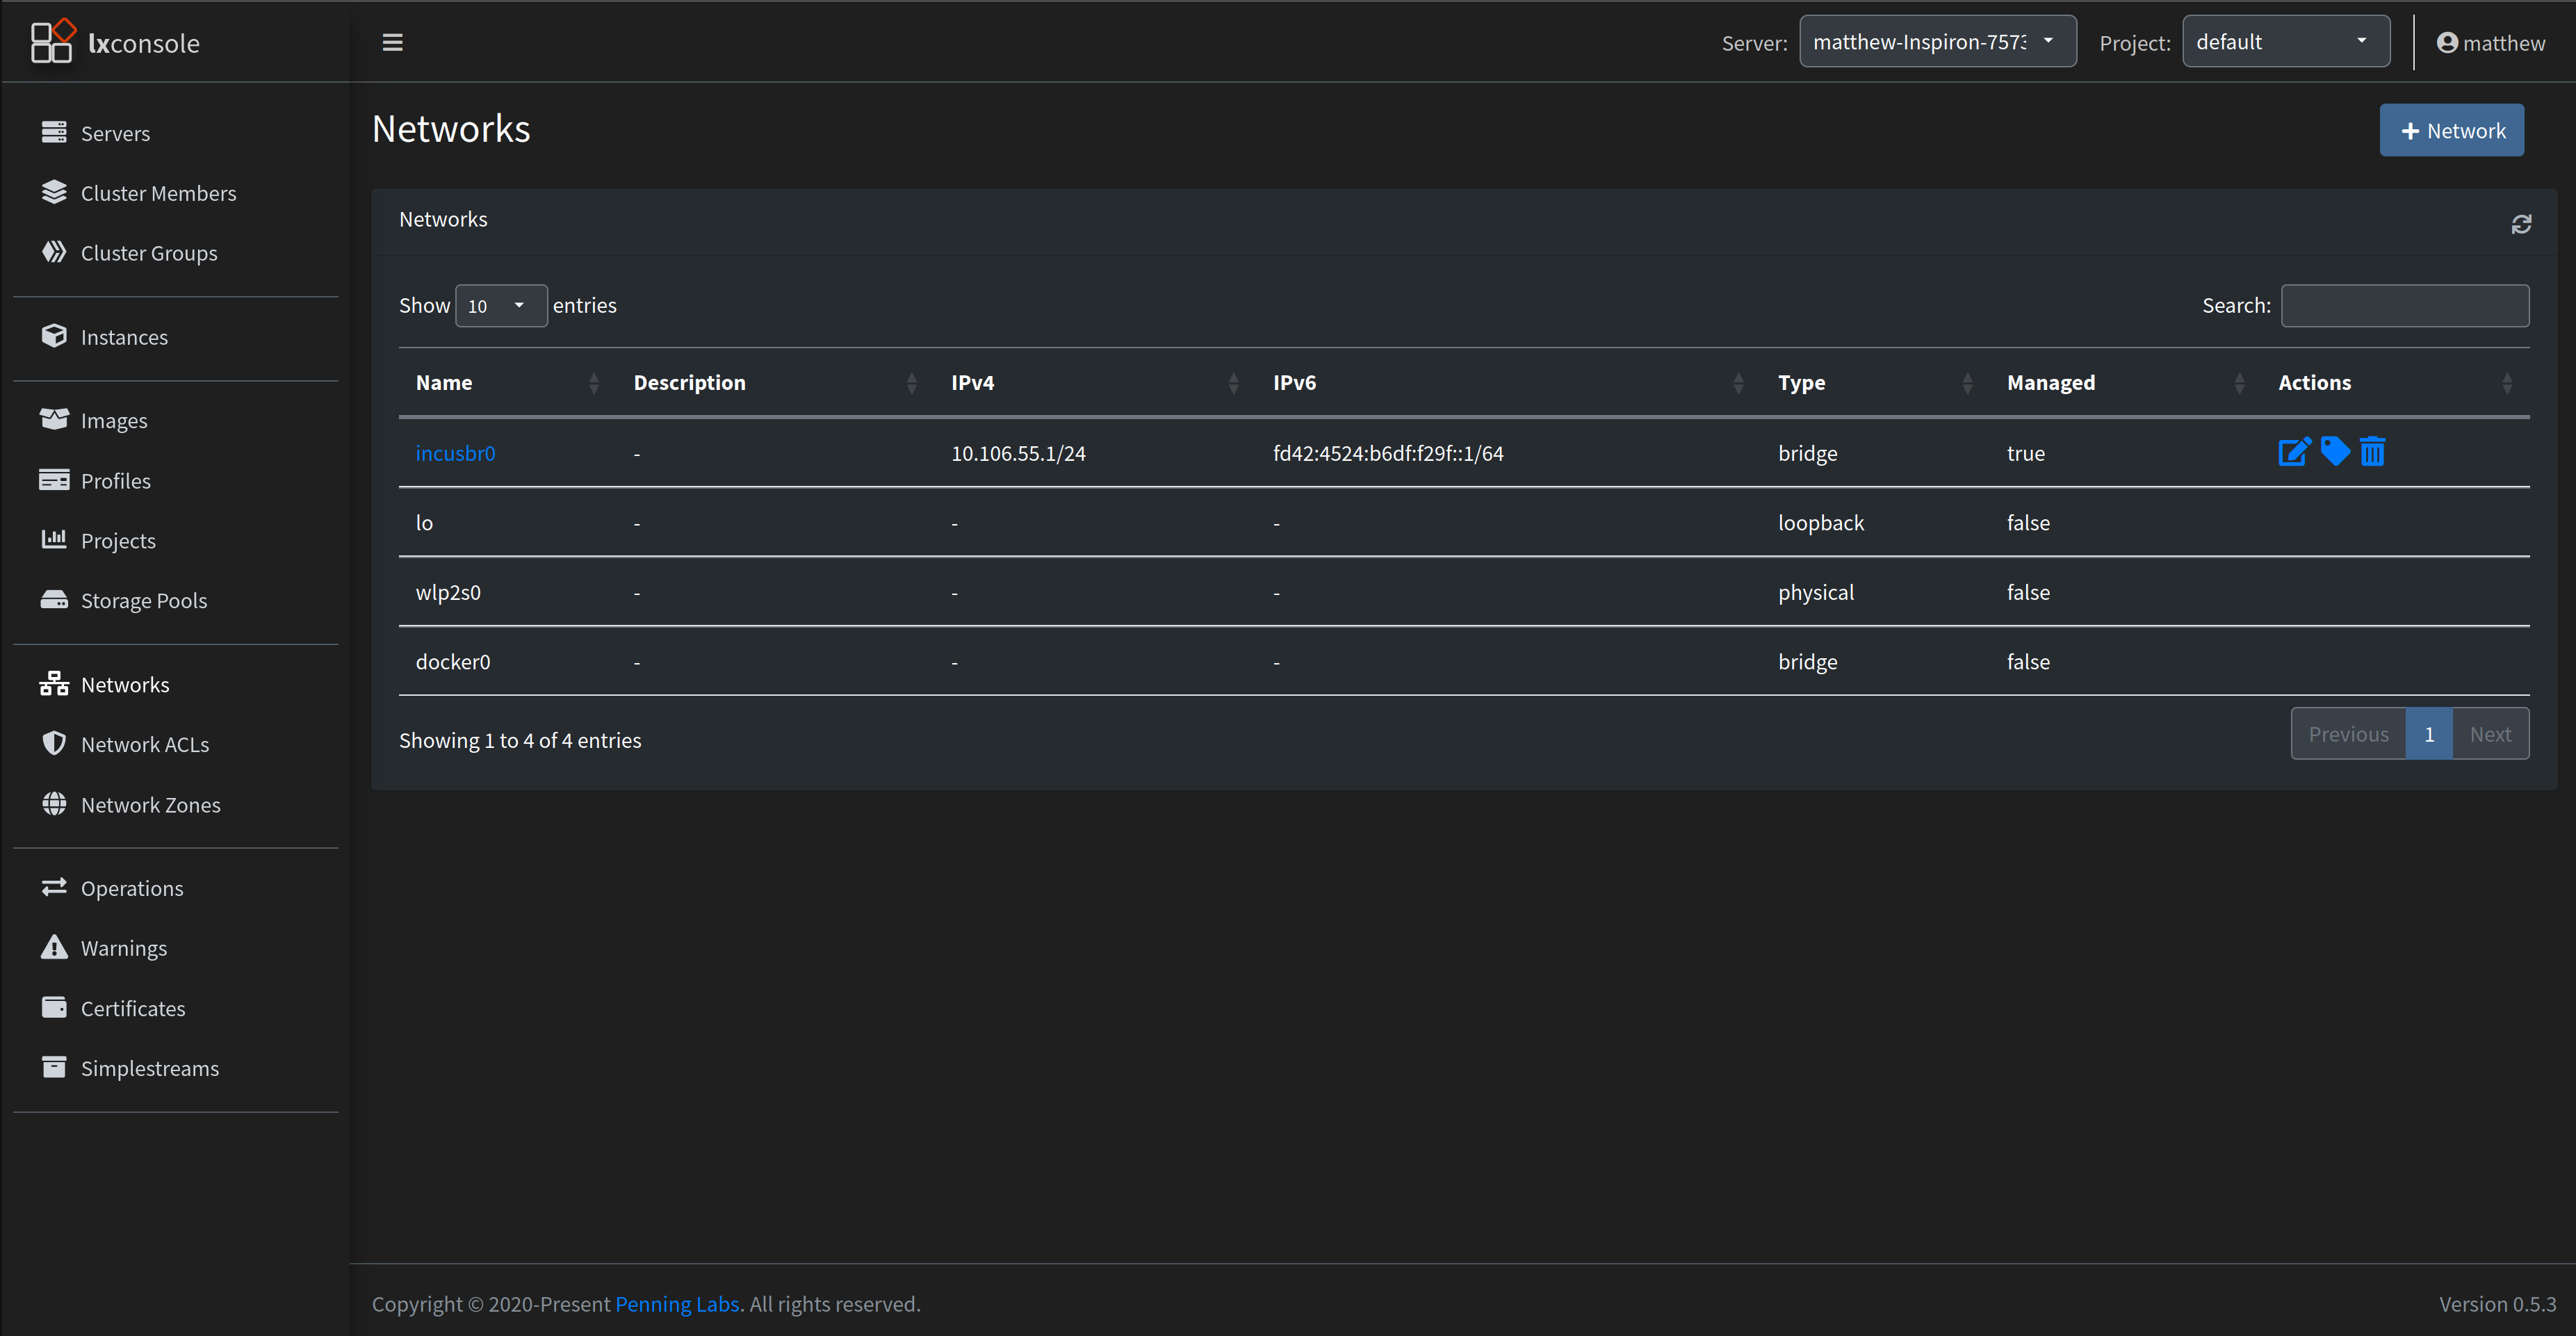 lxconsole
Server: matthew-Inspiron-7573 Project: default matthew
Servers
Cluster Members
Cluster Groups
Instances
Images
Profiles
Projects
Storage Pools
Networks
Network ACLs
Network Zones
Operations
Warnings
Certificates
Simplestreams
Networks
Network
Networks
Show 10 entries
Search:
Name Description IPv4 IPv6 Type Managed Actions
incusbr0 - 10.106.55.1/24 fd42:4524:b6df:f29f::1/64 bridge true
lo - - - loopback false
wlp2s0 - - - physical false
docker0 - - - bridge false
Showing 1 to 4 of 4 entries
Previous 1 Next
Copyright © 2020-Present Penning Labs. All rights reserved.
Version 0.5.3